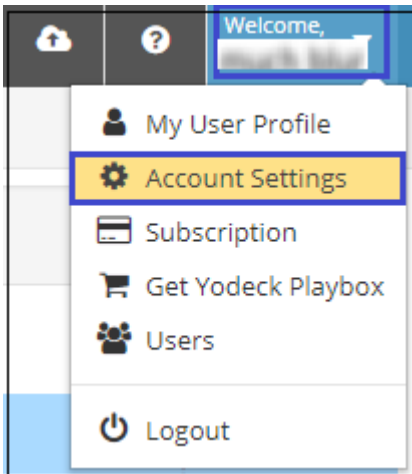 Welcome,
My User Profile
Account Settings
Subscription
Get Yodeck Playbox
Users
Logout